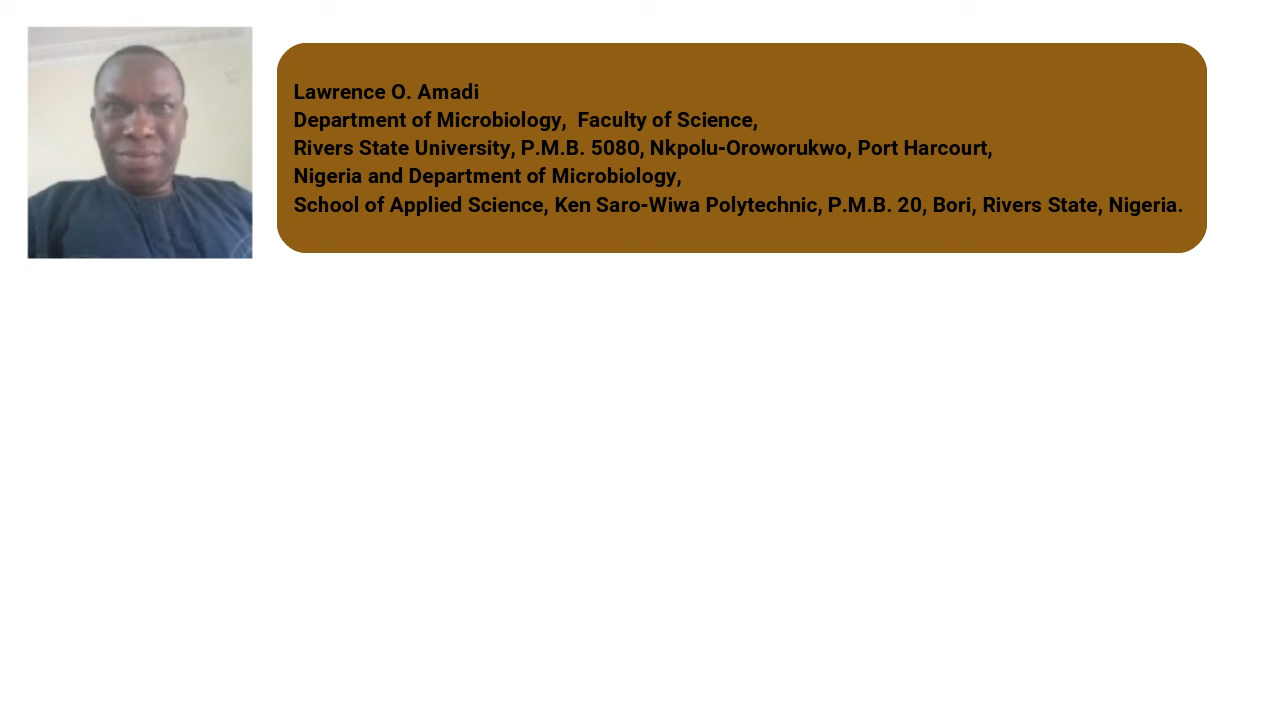 Lawrence O. Amadi
Department of Microbiology,  Faculty of Science,
Rivers State University, P.M.B. 5080, Nkpolu-Oroworukwo, Port Harcourt,
Nigeria and Department of Microbiology,
School of Applied Science, Ken Saro-Wiwa Polytechnic, P.M.B. 20, Bori, Rivers State, Nigeria.